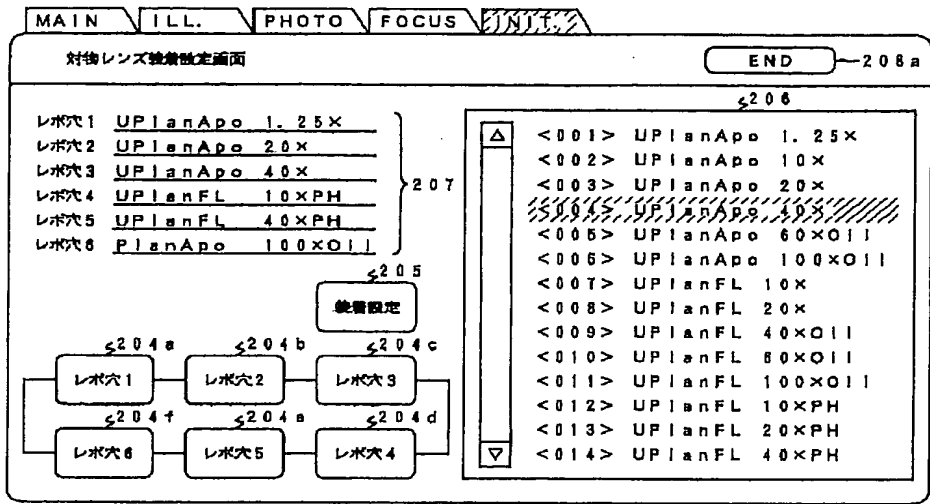 MAIN ILL. PHOTO FOCUS INIT.
対物レンズ装着設定画面
END 208a
206
レボ穴1 UPlanApo 1.25×
レボ穴2 UPlanApo 20×
レボ穴3 UPlanApo 40×
レボ穴4 UPlanFL 10×PH
レボ穴5 UPlanFL 40×PH
レボ穴6 PlanApo 100×Oil
207
205
装着設定
204a 204b 204c
レボ穴1 レボ穴2 レボ穴3
204f 204e 204d
レボ穴6 レボ穴5 レボ穴4
△
<001> UPlanApo 1.25×
<002> UPlanApo 10×
<003> UPlanApo 20×
<004> UPlanApo 40×
<005> UPlanApo 60×Oil
<006> UPlanApo 100×Oil
<007> UPlanFL 10×
<008> UPlanFL 20×
<009> UPlanFL 40×Oil
<010> UPlanFL 60×Oil
<011> UPlanFL 100×Oil
<012> UPlanFL 10×PH
<013> UPlanFL 20×PH
<014> UPlanFL 40×PH
▽